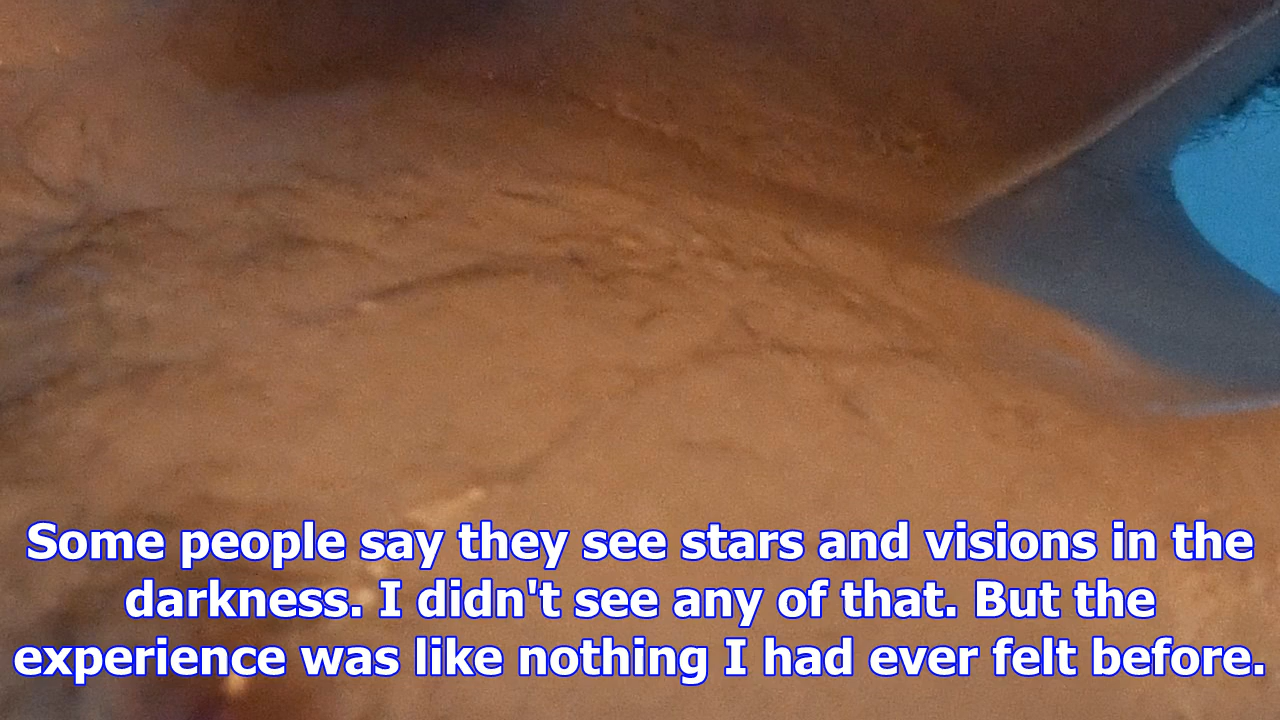 Some people say they see stars and visions in the
darkness. I didn't see any of that. But the
experience was like nothing I had ever felt before.